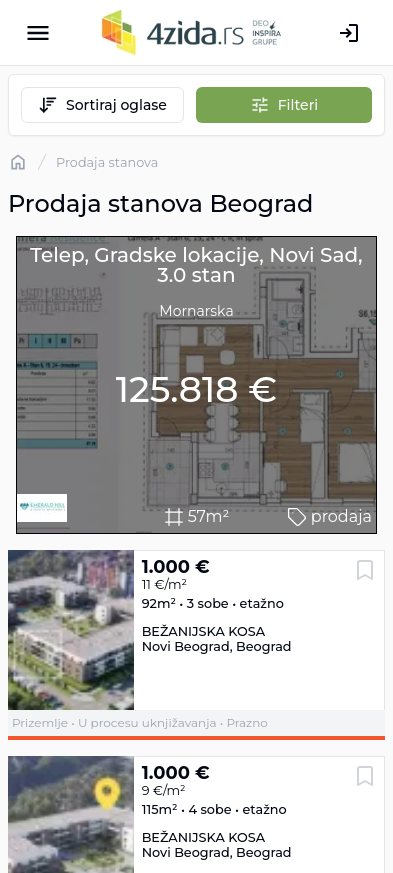 4zida.rs DEO INSPIRA GRUPE
Sortiraj oglase
Filteri
Prodaja stanova
Prodaja stanova Beograd
Telep, Gradske lokacije, Novi Sad,
3.0 stan
Mornarska
125.818 €
EMERALD HILL
57m²
prodaja
1.000 €
11 €/m²
92m² • 3 sobe • etažno
BEŽANIJSKA KOSA
Novi Beograd, Beograd
Prizemlje • U procesu uknjižavanja • Prazno
1.000 €
9 €/m²
115m² • 4 sobe • etažno
BEŽANIJSKA KOSA
Novi Beograd, Beograd